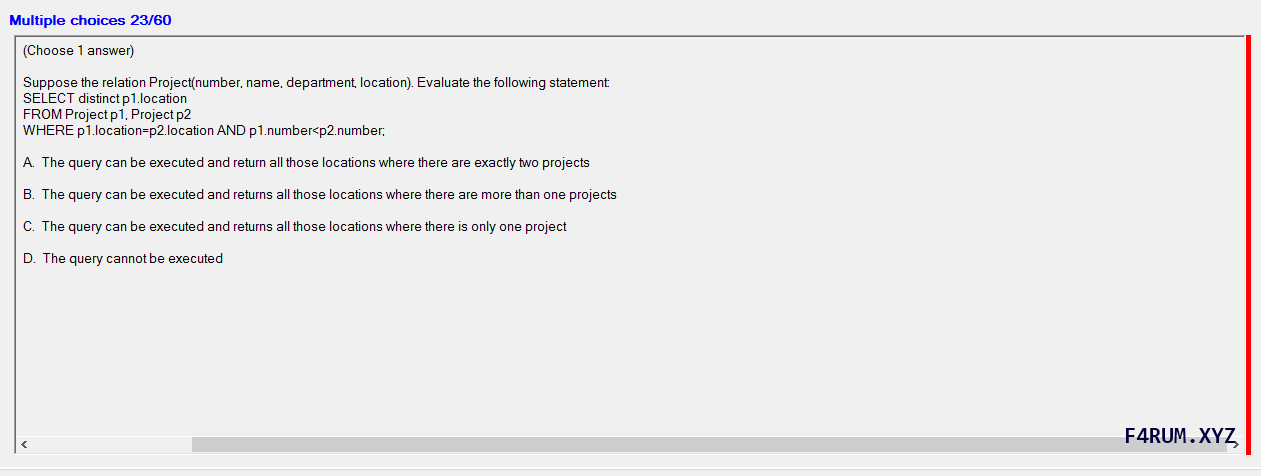 Multiple choices 23/60
(Choose 1 answer)
Suppose the relation Project(number, name, department, location). Evaluate the following statement:
SELECT distinct p1.location
FROM Project p1, Project p2
WHERE p1.location=p2.location AND p1.number<p2.number;
A. The query can be executed and return all those locations where there are exactly two projects
B. The query can be executed and returns all those locations where there are more than one projects
C. The query can be executed and returns all those locations where there is only one project
D. The query cannot be executed
F4RUM.XYZ